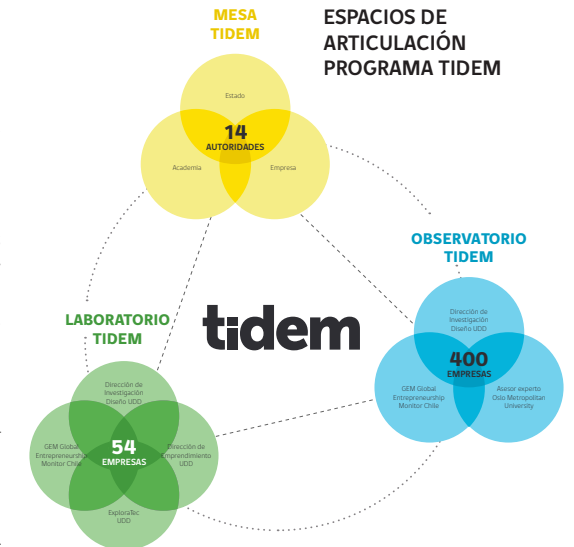 MESA
TIDEM
ESPACIOS DE
ARTICULACIÓN
PROGRAMA TIDEM
Estado
14
AUTORIDADES
Academia
Empresa
OBSERVATORIO
TIDEM
Dirección de
Investigación
Diseño UDD
400
EMPRESAS
GEM Global
Entrepreneurship
Monitor Chile
Asesor experto
Oslo Metropolitan
University
tidem
LABORATORIO
TIDEM
Dirección de
Investigación
Diseño UDD
54
EMPRESAS
GEM Global
Entrepreneurship
Monitor Chile
Dirección de
Emprendimiento
UDD
ExploraTec
UDD